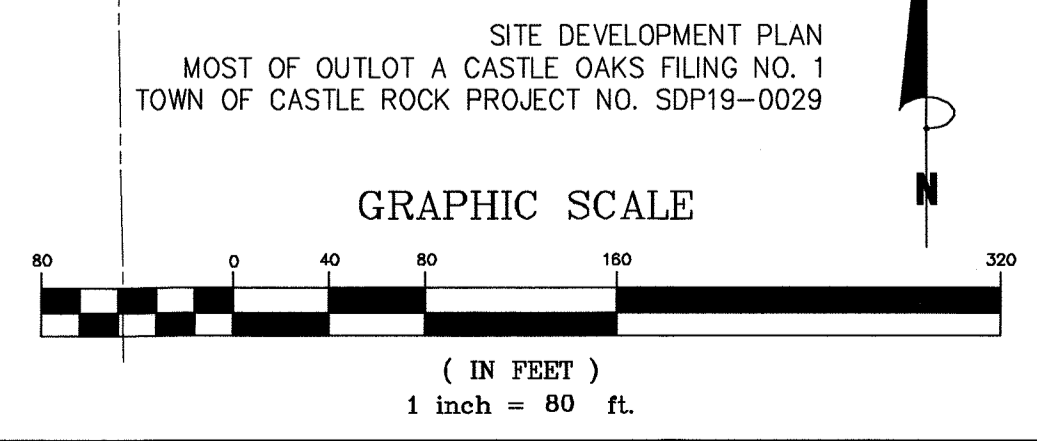 SITE DEVELOPMENT PLAN
MOST OF OUTLOT A CASTLE OAKS FILING NO. 1
TOWN OF CASTLE ROCK PROJECT NO. SDP19-0029
N
GRAPHIC SCALE
80 0 40 80 160 320
( IN FEET )
1 inch = 80 ft.